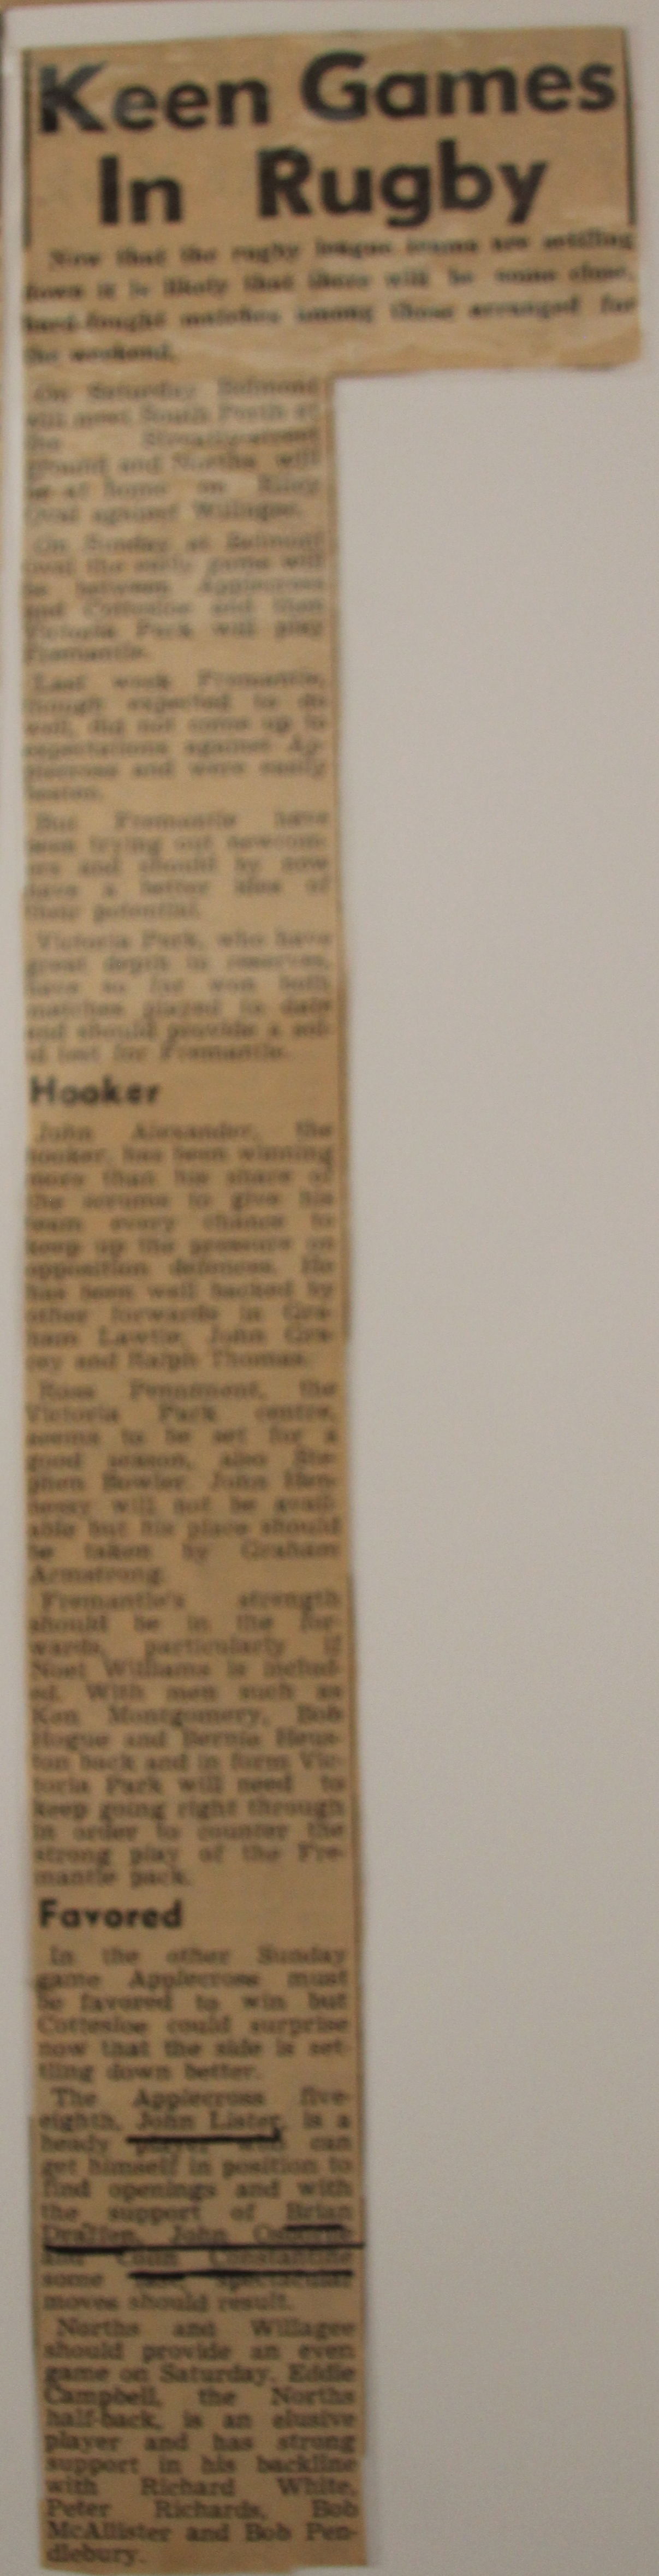 Keen Games
In Rugby
Now that the rugby league teams are settling
down it is likely that there will be some close,
hard-fought matches among those arranged for
the weekend.
On Saturday Belmont
will meet South Perth at
the
ground and Norths will
be at home on
Oval against Willagee.
On Sunday at Belmont
oval the early game will
be between Applecross
and Cottesloe and then
Victoria Park will play
Fremantle.
Last week Fremantle,
though expected to do
well, did not come up to
expectations against Ap-
plecross and were easily
beaten.
But Fremantle have
been trying out newcom-
ers and should by now
have a better idea of
their potential.
Victoria Park, who have
great depth in reserves,
have so far won both
matches played to date
and should provide a sol-
id test for Fremantle.
Hooker
John Alexander, the
hooker, has been winning
more than his share of
the scrums to give his
team every chance to
keep up the pressure on
opposition defences. He
has been well backed by
other forwards in Gra-
ham Lawtie, John Gra-
cey and Ralph Thomas.
Ross Penniment, the
Victoria Park centre,
seems to be set for a
good season, also Ste-
phen Bowler. John Hen-
nessy will not be avail-
able but his place should
be taken by Graham
Armstrong.
Fremantle's strength
should be in the for-
wards, particularly if
Noel Williams is includ-
ed. With men such as
Ken Montgomery, Bob
Hogue and Bernie Heus-
ton back and in form Vic-
toria Park will need to
keep going right through
in order to counter the
strong play of the Fre-
mantle pack.
Favored
In the other Sunday
game Applecross must
be favored to win but
Cottesloe could surprise
now that the side is set-
tling down better.
The Applecross five-
eighth, John Lister, is a
heady player who can
get himself in position to
find openings and with
the support of Brian
Draffen, John
and Colin Constantine
some spectacular
moves should result.
Norths and Willagee
should provide an even
game on Saturday. Eddie
Campbell, the Norths
half-back, is an elusive
player and has strong
support in his backline
with Richard White,
Peter Richards, Bob
McAllister and Bob Pen-
dlebury.